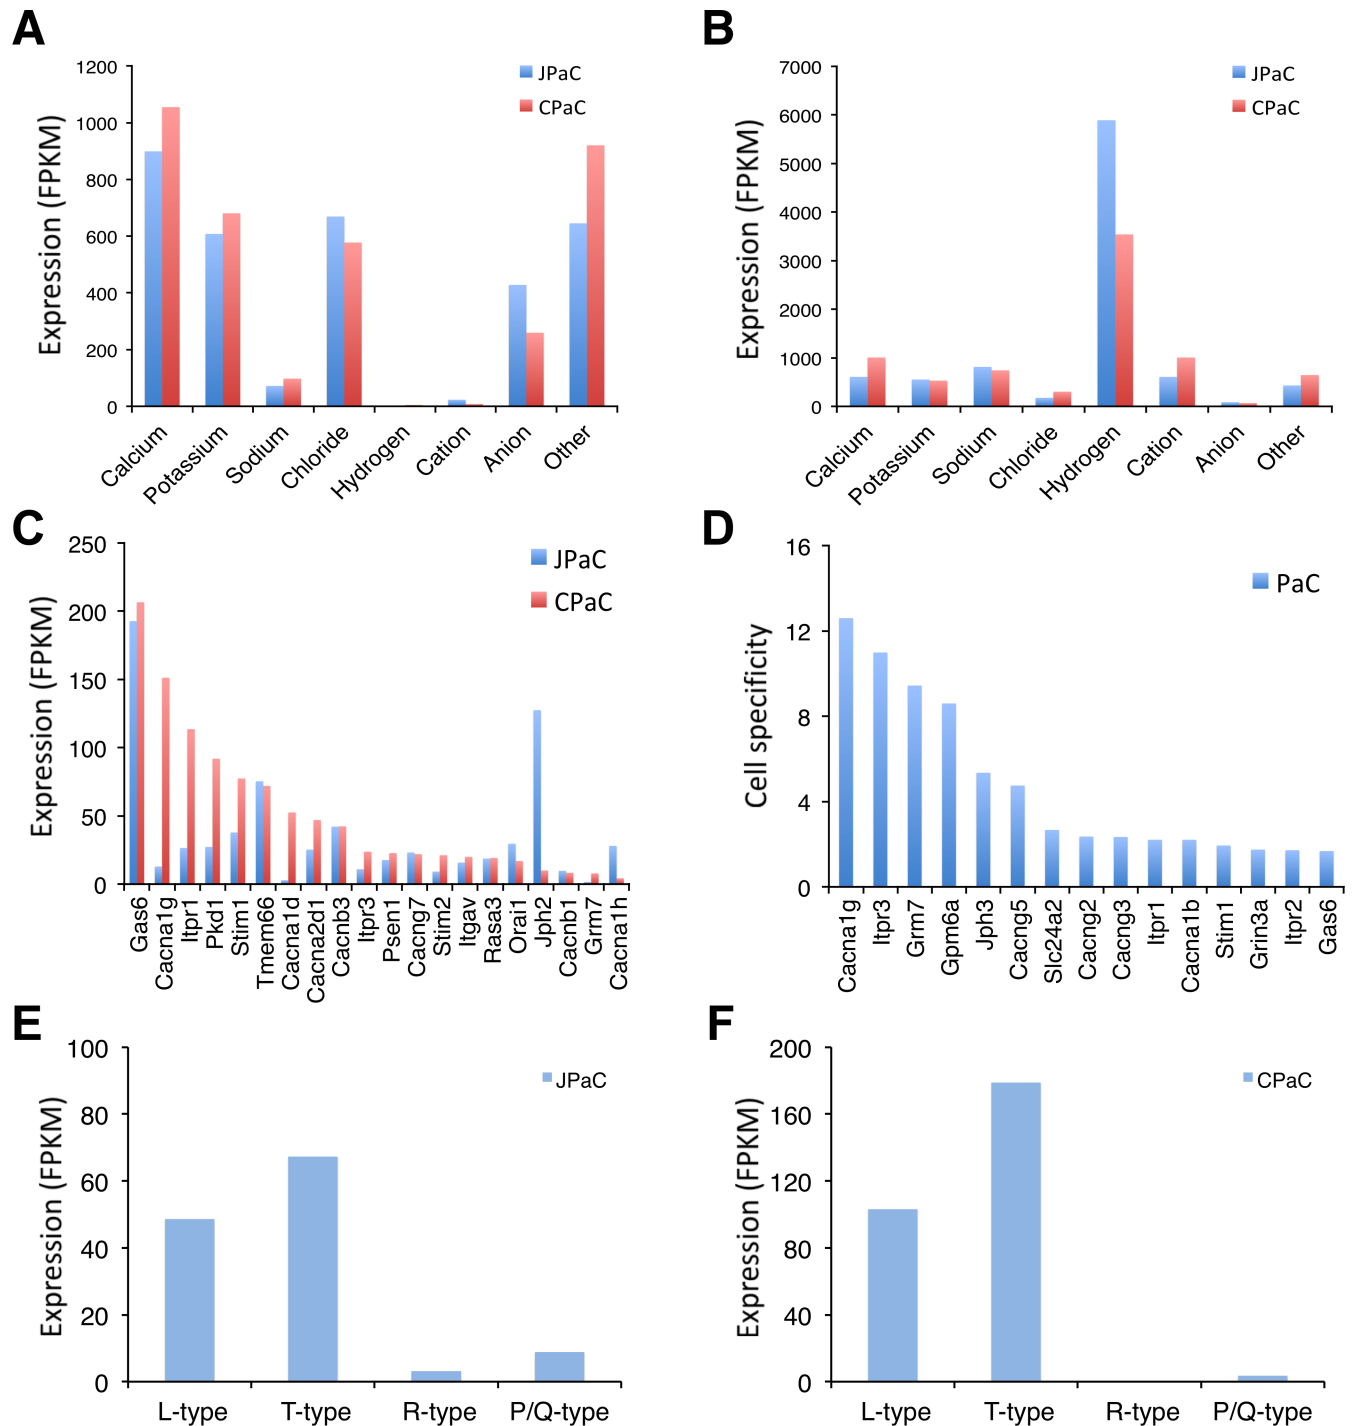 A
1200
1000
800
600
400
200
0
Expression (FPKM)
JPaC
CPaC
Calcium
Potassium
Sodium
Chloride
Hydrogen
Cation
Anion
Other
B
7000
6000
5000
4000
3000
2000
1000
0
Expression (FPKM)
JPaC
CPaC
Calcium
Potassium
Sodium
Chloride
Hydrogen
Cation
Anion
Other
C
250
200
150
100
50
0
Expression (FPKM)
JPaC
CPaC
Gas6
Cacna1g
Itpr1
Pkd1
Stim1
Tmem66
Cacna1d
Cacna2d1
Cacnb3
Itpr3
Psen1
Cacng7
Stim2
Itgav
Rasa3
Orai1
Jph2
Cacnb1
Grm7
Cacna1h
D
16
12
8
4
0
Cell specificity
PaC
Cacna1g
Itpr3
Grm7
Gpm6a
Jph3
Cacng5
Slc24a2
Cacng2
Cacng3
Itpr1
Cacna1b
Stim1
Grin3a
Itpr2
Gas6
E
100
80
60
40
20
0
Expression (FPKM)
JPaC
L-type
T-type
R-type
P/Q-type
F
200
160
120
80
40
0
Expression (FPKM)
CPaC
L-type
T-type
R-type
P/Q-type